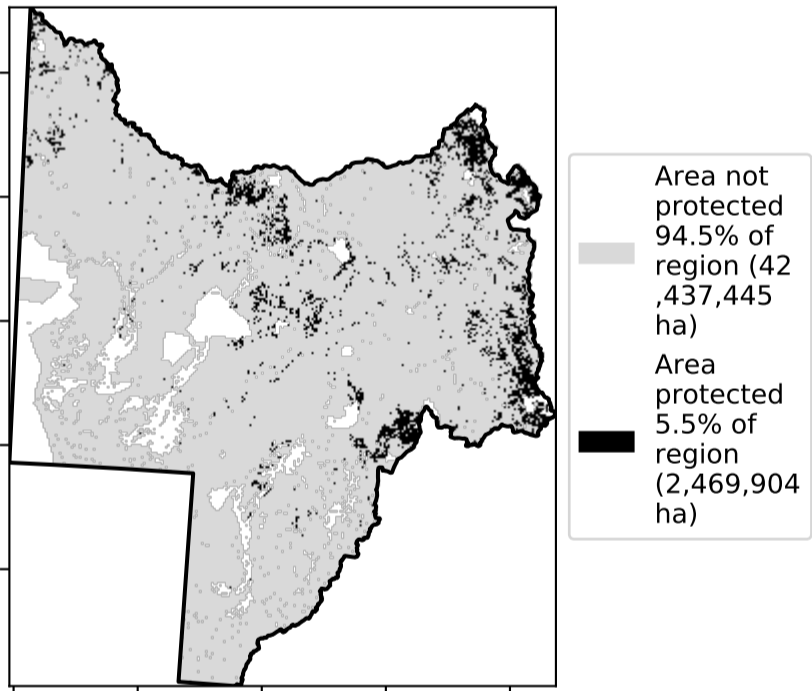 Area not
protected
94.5% of
region (42
,437,445
ha)
Area
protected
5.5% of
region
(2,469,904
ha)